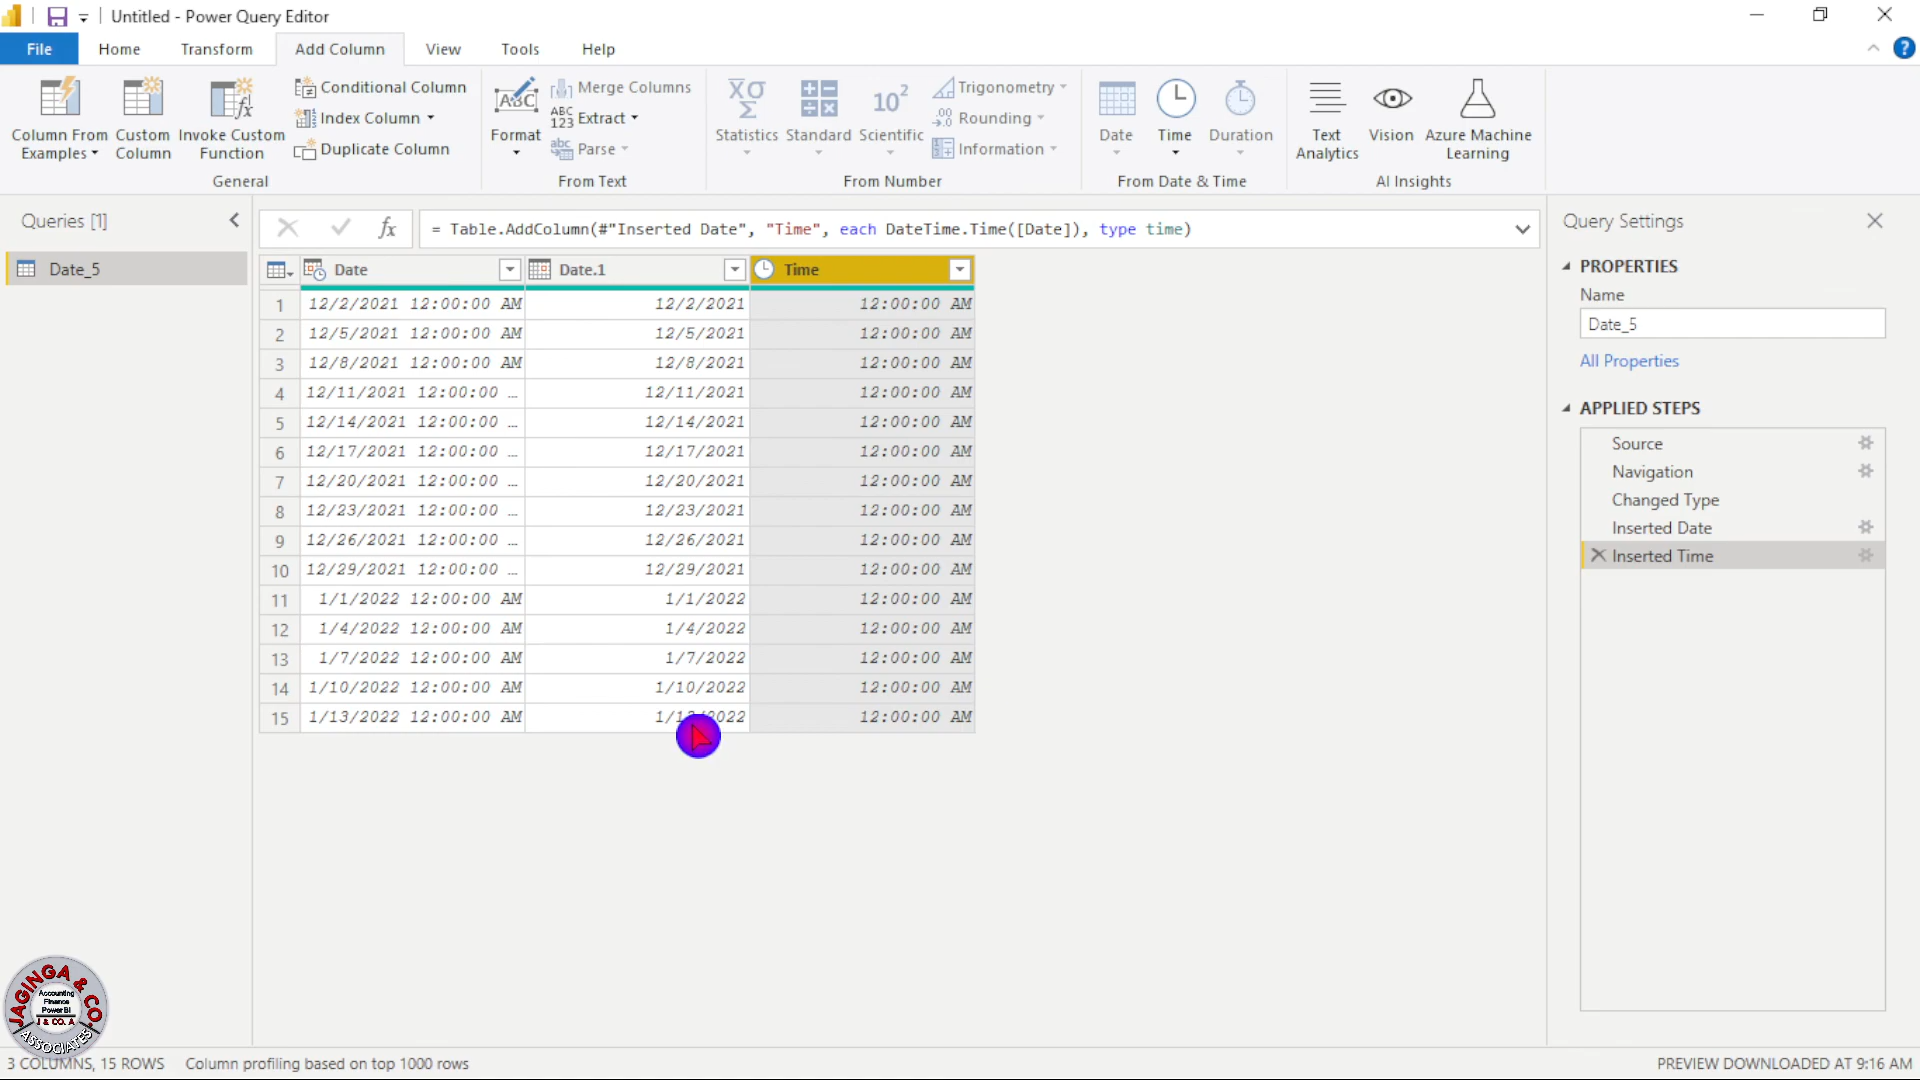 Untitled - Power Query Editor
File Home Transform Add Column View Tools Help
Column From Examples
Custom Column
Invoke Custom Function
Conditional Column
Index Column
Duplicate Column
General
Format
Merge Columns
Extract
Parse
From Text
Statistics
Standard
Scientific
Trigonometry
Rounding
Information
From Number
Date
Time
Duration
From Date & Time
Text Analytics
Vision
Azure Machine Learning
AI Insights
Queries [1]
Date_5
= Table.AddColumn(#"Inserted Date", "Time", each DateTime.Time([Date]), type time)
Date Date.1 Time
1 12/2/2021 12:00:00 AM 12/2/2021 12:00:00 AM
2 12/5/2021 12:00:00 AM 12/5/2021 12:00:00 AM
3 12/8/2021 12:00:00 AM 12/8/2021 12:00:00 AM
4 12/11/2021 12:00:00 … 12/11/2021 12:00:00 AM
5 12/14/2021 12:00:00 … 12/14/2021 12:00:00 AM
6 12/17/2021 12:00:00 … 12/17/2021 12:00:00 AM
7 12/20/2021 12:00:00 … 12/20/2021 12:00:00 AM
8 12/23/2021 12:00:00 … 12/23/2021 12:00:00 AM
9 12/26/2021 12:00:00 … 12/26/2021 12:00:00 AM
10 12/29/2021 12:00:00 … 12/29/2021 12:00:00 AM
11 1/1/2022 12:00:00 AM 1/1/2022 12:00:00 AM
12 1/4/2022 12:00:00 AM 1/4/2022 12:00:00 AM
13 1/7/2022 12:00:00 AM 1/7/2022 12:00:00 AM
14 1/10/2022 12:00:00 AM 1/10/2022 12:00:00 AM
15 1/13/2022 12:00:00 AM 1/13/2022 12:00:00 AM
Query Settings
PROPERTIES
Name
Date_5
All Properties
APPLIED STEPS
Source
Navigation
Changed Type
Inserted Date
Inserted Time
JAGINGA & CO.
Accounting
Finance
Power BI
J & CO. A
ASSOCIATES
3 COLUMNS, 15 ROWS Column profiling based on top 1000 rows
PREVIEW DOWNLOADED AT 9:16 AM